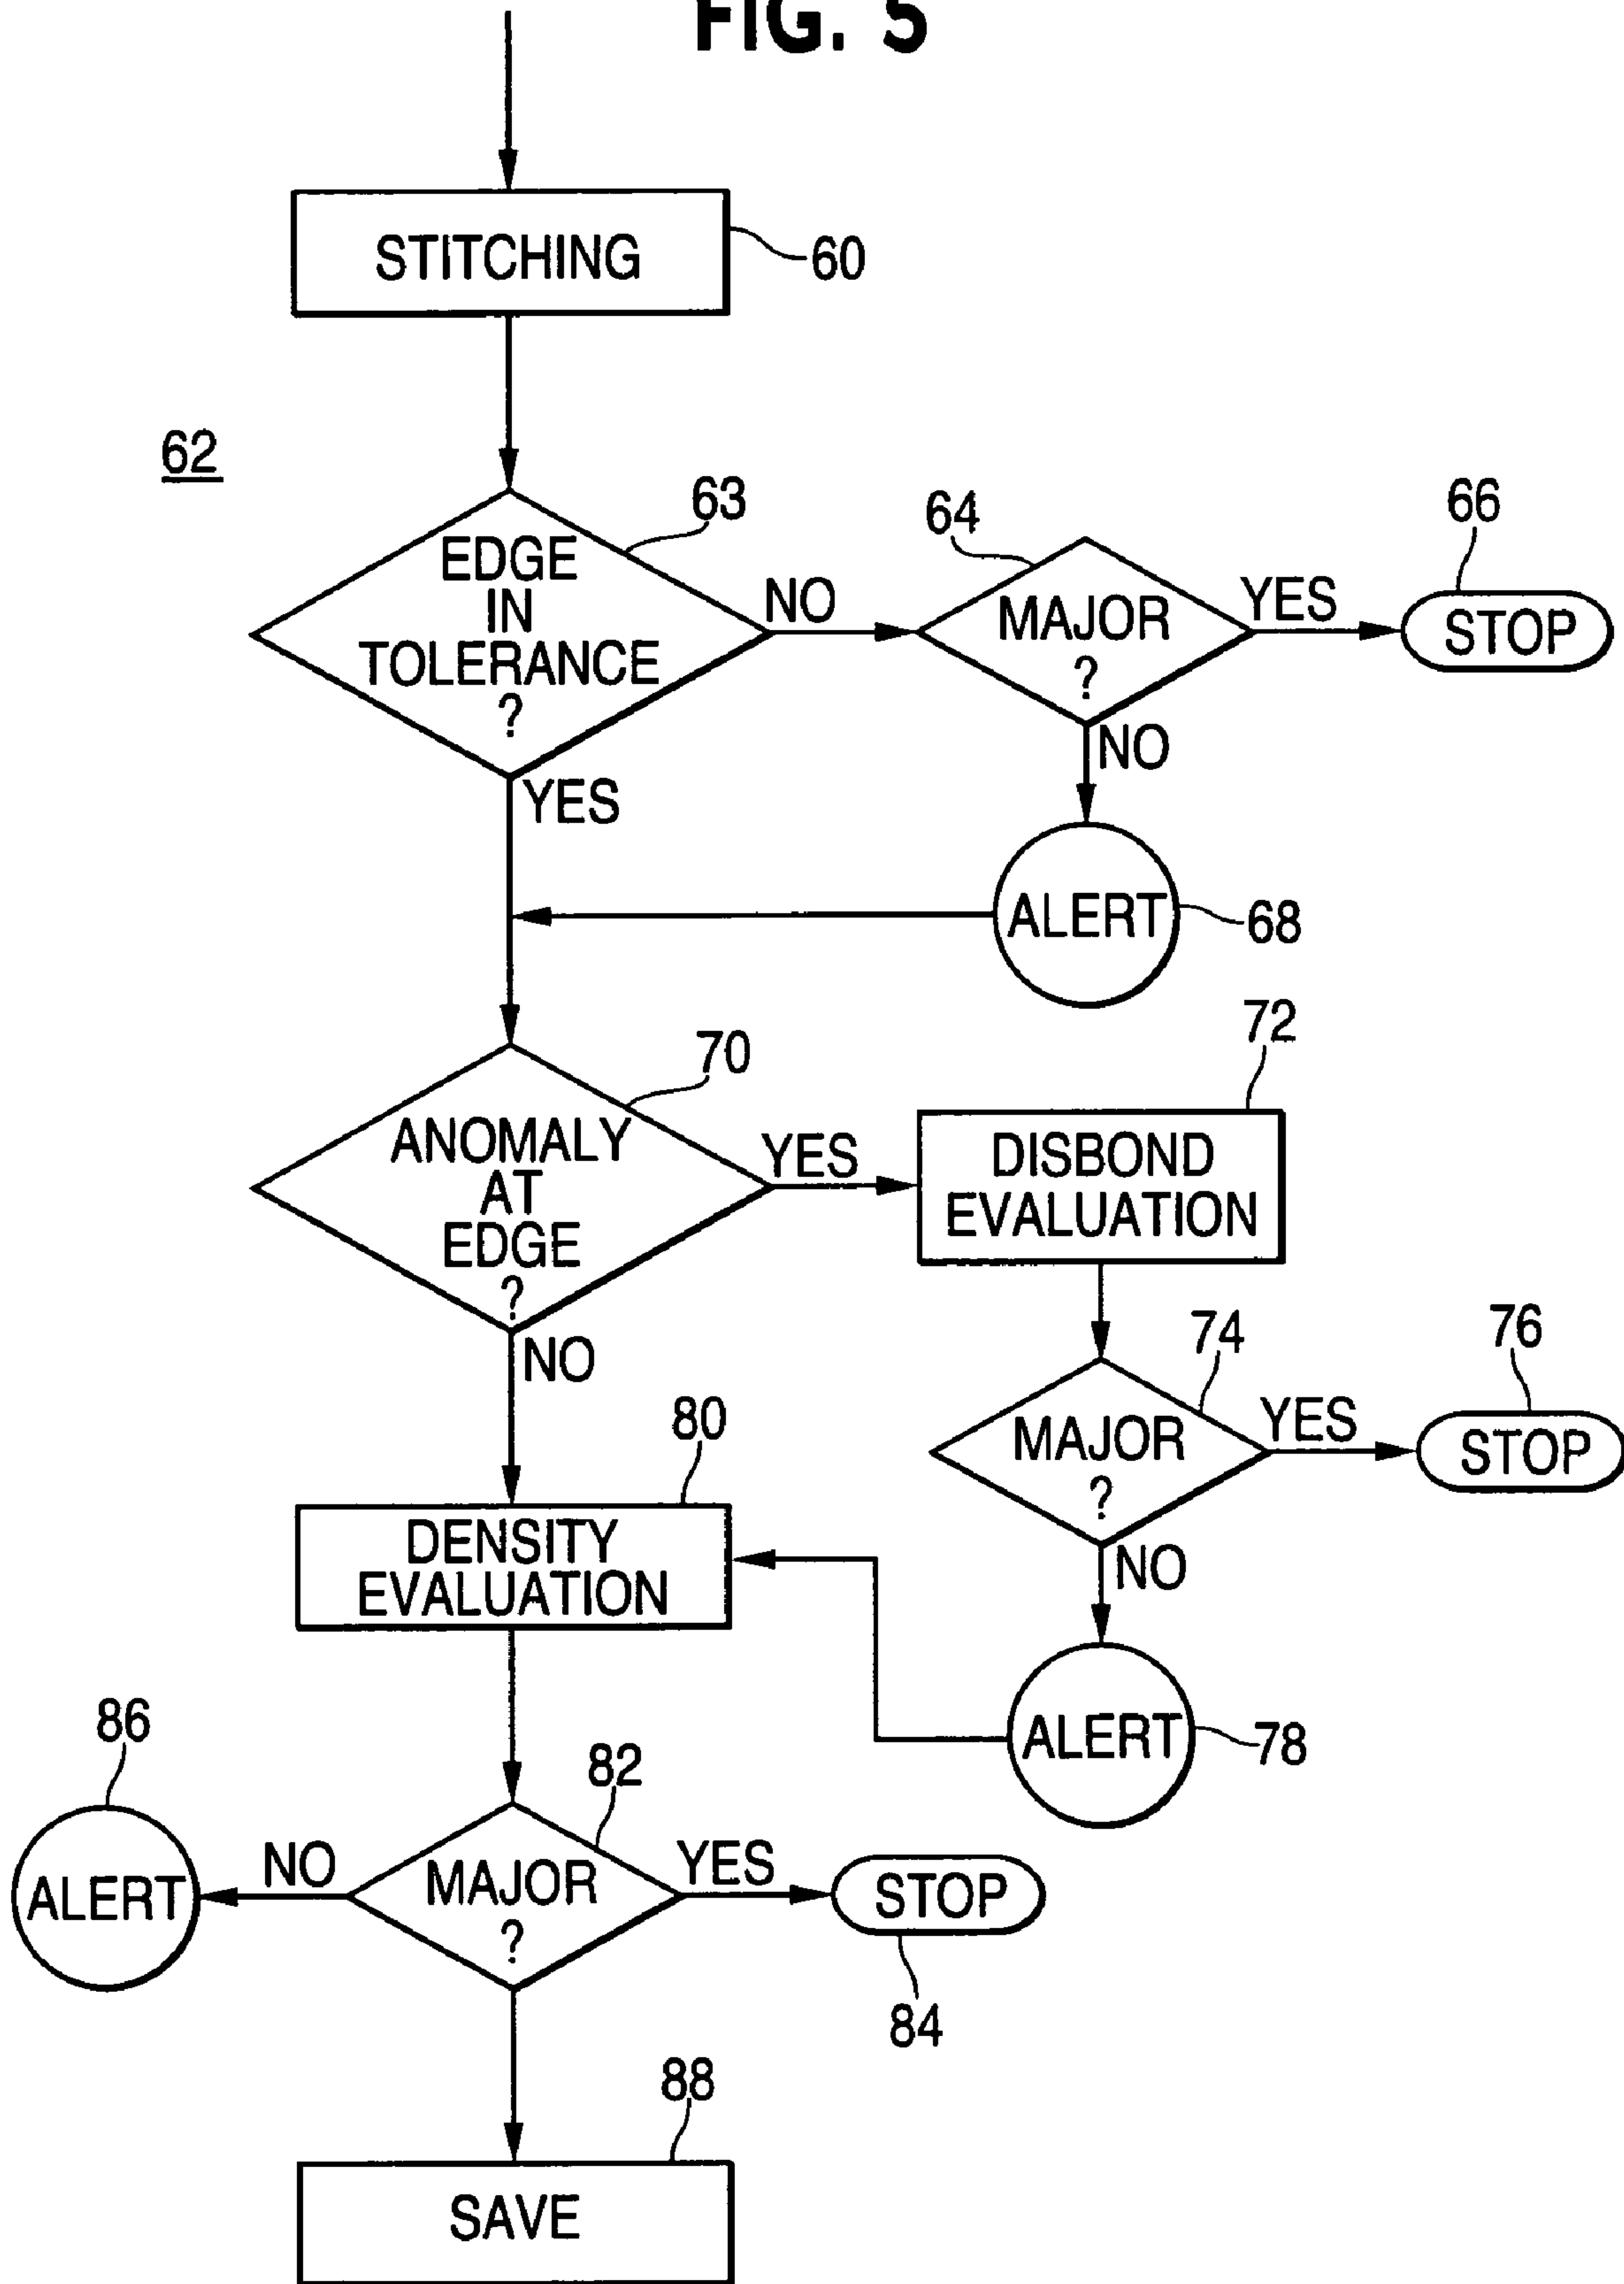 FIG. 5
STITCHING
60
62
63
64
66
EDGE
IN
TOLERANCE
?
NO
MAJOR
?
YES
STOP
NO
YES
ALERT
68
70
72
ANOMALY
AT
EDGE
?
YES
DISBOND
EVALUATION
NO
74
76
MAJOR
?
YES
STOP
80
DENSITY
EVALUATION
NO
ALERT
78
86
82
ALERT
NO
MAJOR
?
YES
STOP
84
88
SAVE